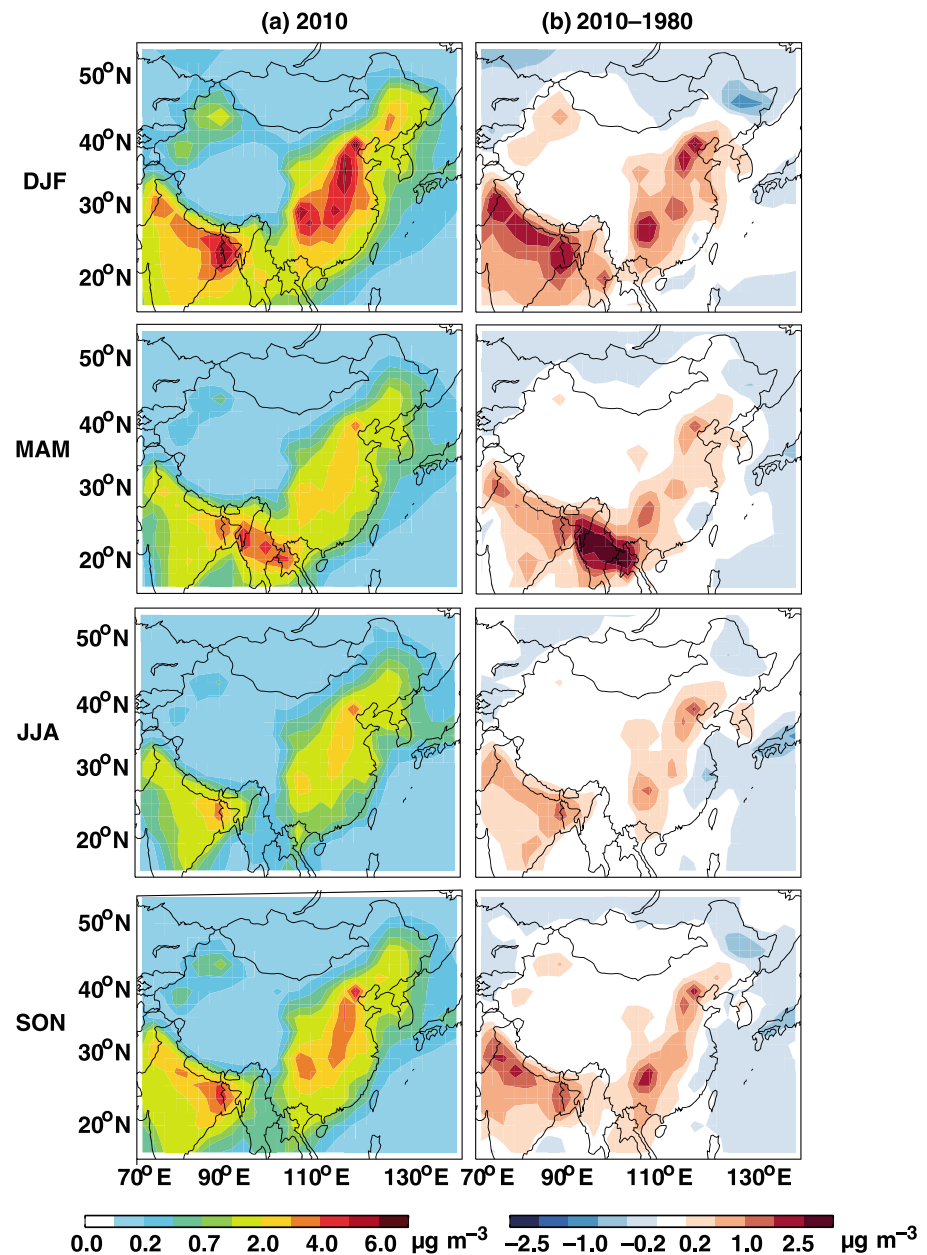 (a) 2010 (b) 2010–1980
50°N
40°N
DJF
30°N
20°N
50°N
40°N
MAM
30°N
20°N
50°N
40°N
JJA
30°N
20°N
50°N
40°N
SON
30°N
20°N
70°E 90°E 110°E 130°E 70°E 90°E 110°E 130°E
0.0 0.2 0.7 2.0 4.0 6.0 µg m⁻³ −2.5 −1.0 −0.2 0.2 1.0 2.5 µg m⁻³